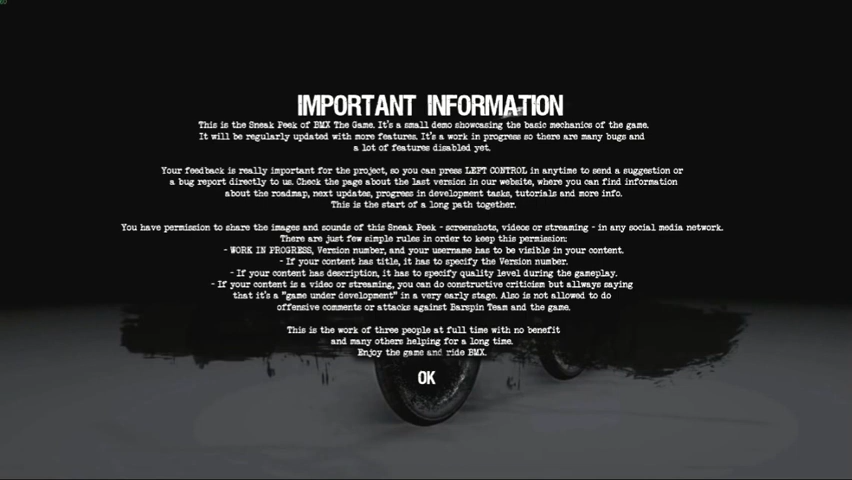 IMPORTANT INFORMATION
This is the Sneak Peek of BMX The Game. It's a small demo showcasing the basic mechanics of the game.
It will be regularly updated with more features. It's a work in progress so there are many bugs and
a lot of features disabled yet.
Your feedback is really important for the project, so you can press LEFT CONTROL in anytime to send a suggestion or
a bug report directly to us. Check the page about the last version in our website, where you can find information
about the roadmap, next updates, progress in development tasks, tutorials and more info.
This is the start of a long path together.
You have permission to share the images and sounds of this Sneak Peek - screenshots, videos or streaming - in any social media network.
There are just few simple rules in order to keep this permission:
- WORK IN PROGRESS, Version number, and your username has to be visible in your content.
- If your content has title, it has to specify the Version number.
- If your content has description, it has to specify quality level during the gameplay.
- If your content is a video or streaming, you can do constructive criticism but allways saying
that it's a "game under development" in a very early stage. Also is not allowed to do
offensive comments or attacks against Barspin Team and the game.
This is the work of three people at full time with no benefit
and many others helping for a long time.
Enjoy the game and ride BMX.
OK